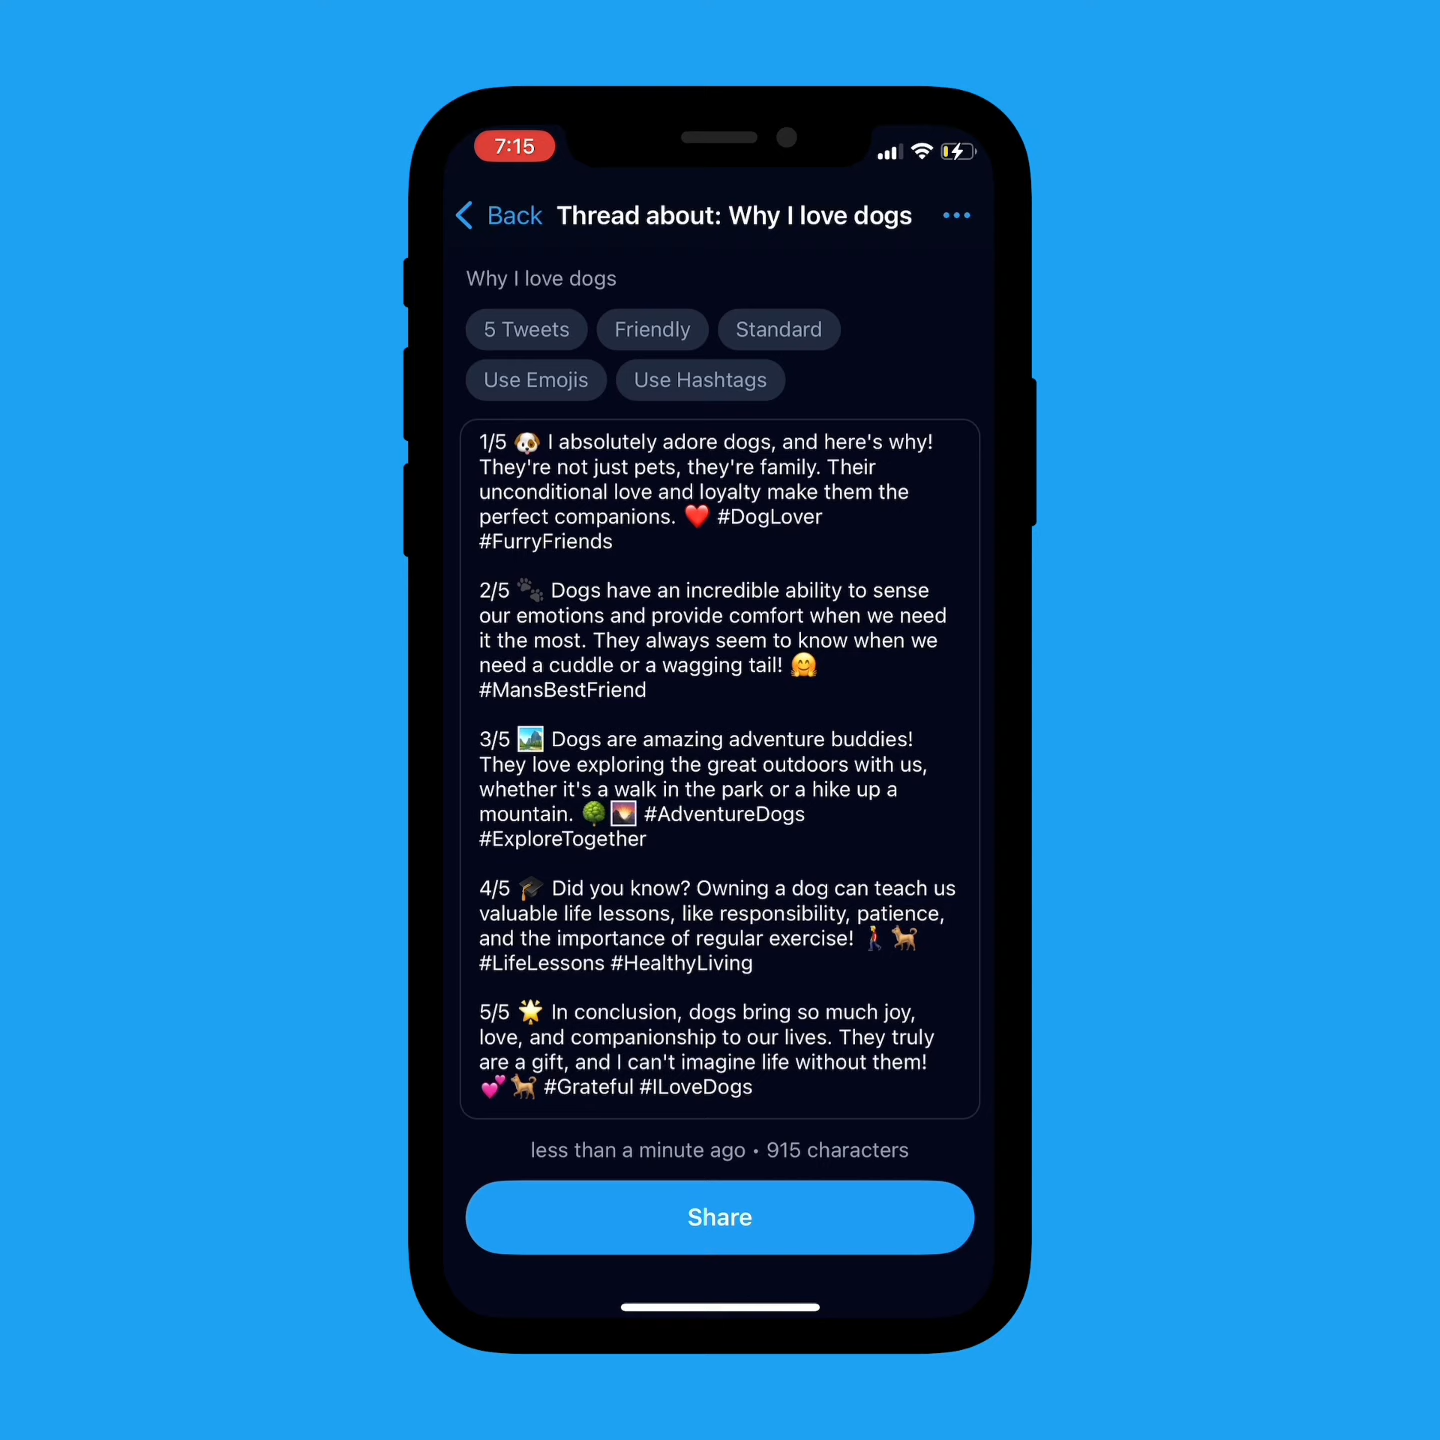 7:15
Back Thread about: Why I love dogs
Why I love dogs
5 Tweets Friendly Standard
Use Emojis Use Hashtags
1/5 🐶 I absolutely adore dogs, and here's why!
They're not just pets, they're family. Their
unconditional love and loyalty make them the
perfect companions. ❤️ #DogLover
#FurryFriends
2/5 🐾 Dogs have an incredible ability to sense
our emotions and provide comfort when we need
it the most. They always seem to know when we
need a cuddle or a wagging tail! 🤗
#MansBestFriend
3/5 🏞️ Dogs are amazing adventure buddies!
They love exploring the great outdoors with us,
whether it's a walk in the park or a hike up a
mountain. 🌳🌄 #AdventureDogs
#ExploreTogether
4/5 🎓 Did you know? Owning a dog can teach us
valuable life lessons, like responsibility, patience,
and the importance of regular exercise! 🚶🐕
#LifeLessons #HealthyLiving
5/5 🌟 In conclusion, dogs bring so much joy,
love, and companionship to our lives. They truly
are a gift, and I can't imagine life without them!
💕🐕 #Grateful #ILoveDogs
less than a minute ago • 915 characters
Share